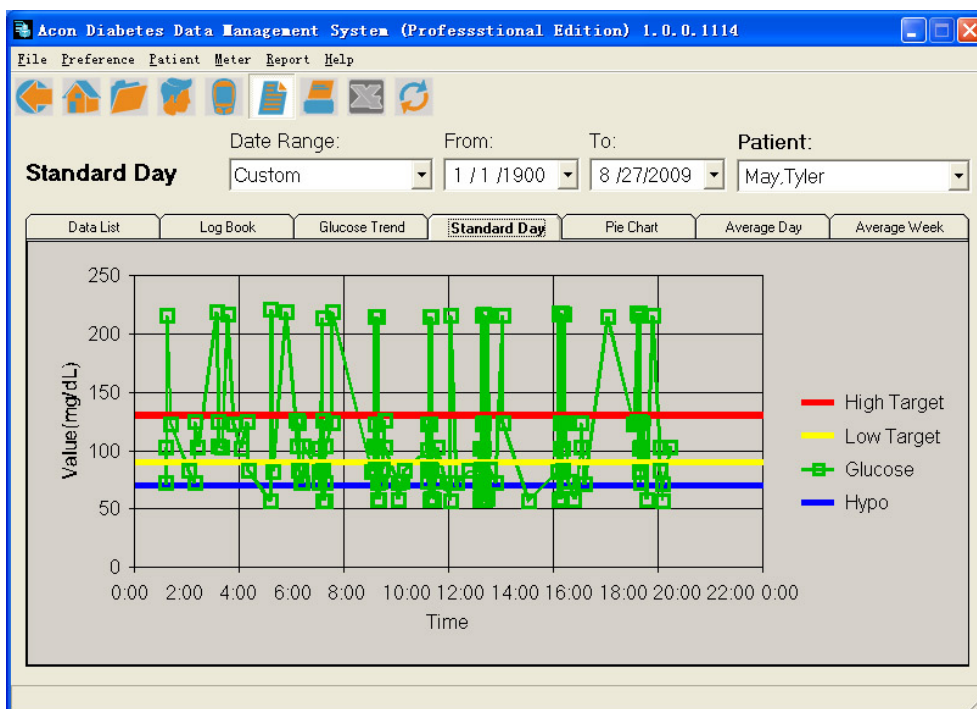 Acon Diabetes Data Management System (Professstional Edition) 1.0.0.1114
File Preference Patient Meter Report Help
Date Range: From: To: Patient:
Standard Day Custom 1 / 1 /1900 8 /27/2009 May,Tyler
Data List Log Book Glucose Trend Standard Day Pie Chart Average Day Average Week
250
200
150
100
50
0
Value(mg/dL)
0:00 2:00 4:00 6:00 8:00 10:00 12:00 14:00 16:00 18:00 20:00 22:00 0:00
Time
High Target
Low Target
Glucose
Hypo